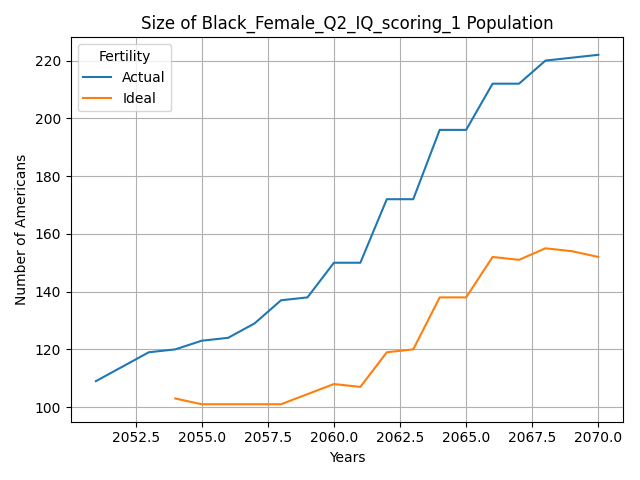 Size of Black_Female_Q2_IQ_scoring_1 Population
Fertility
Actual
Ideal
220
200
180
160
140
120
100
Number of Americans
2052.5 2055.0 2057.5 2060.0 2062.5 2065.0 2067.5 2070.0
Years